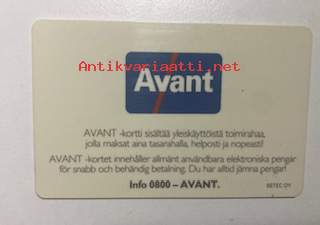 Antikvariaatti.net
Avant
AVANT -kortti sisältää yleiskäyttöistä toimirahaa,
jolla maksat aina tasarahalla, helposti ja nopeasti!
AVANT -kortet innehåller allmänt användbara elektroniska pengar
för snabb och behändig betalning. Du har alltid jämna pengar!
Info 0800 – AVANT.
SETEC OY